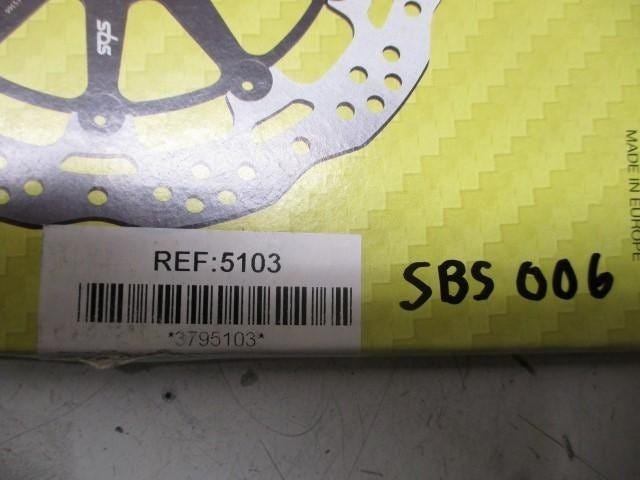 sbs
MADE IN EUROPE
REF:5103
SBS 006
*3795103*